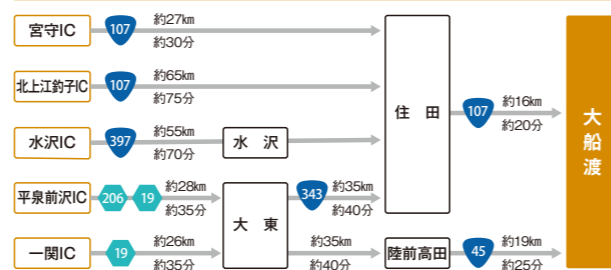 宮守IC 107 約27㎞
約30分
北上江釣子IC 107 約65㎞
約75分
住　田 107 約16㎞
約20分
大船渡
水沢IC 397 約55㎞
約70分
水　沢
平泉前沢IC 206 19 約28㎞
約35分
大　東
343 約35㎞
約40分
一関IC 19 約26㎞
約35分
約35㎞
約40分
陸前高田 45 約19㎞
約25分